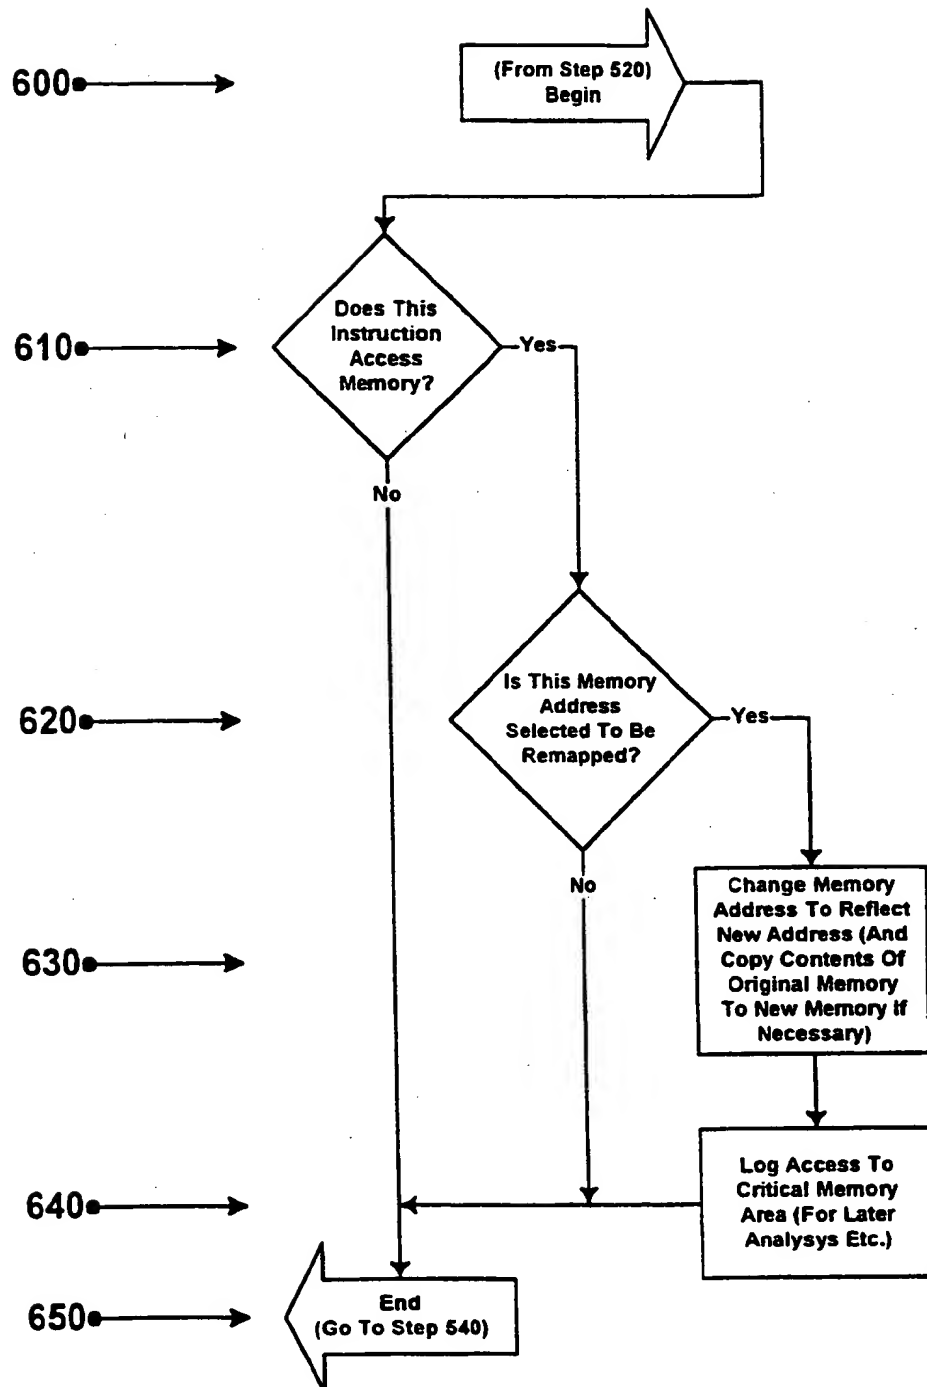 600
(From Step 520)
Begin
610
Does This
Instruction
Access
Memory?
Yes
No
620
Is This Memory
Address
Selected To Be
Remapped?
Yes
No
630
Change Memory
Address To Reflect
New Address (And
Copy Contents Of
Original Memory
To New Memory If
Necessary)
640
Log Access To
Critical Memory
Area (For Later
Analysys Etc.)
650
End
(Go To Step 540)